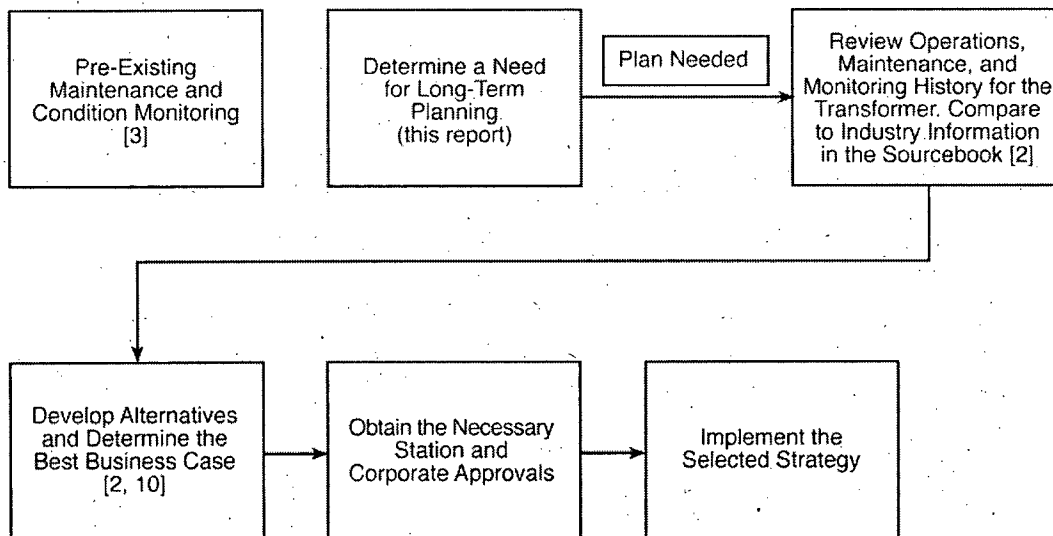 Pre-Existing
Maintenance and
Condition Monitoring
[3]
Determine a Need
for Long-Term
Planning
(this report)
Plan Needed
Review Operations,
Maintenance, and
Monitoring History for the
Transformer. Compare
to Industry Information
in the Sourcebook [2]
Develop Alternatives
and Determine the
Best Business Case
[2, 10]
Obtain the Necessary
Station and
Corporate Approvals
Implement the
Selected Strategy